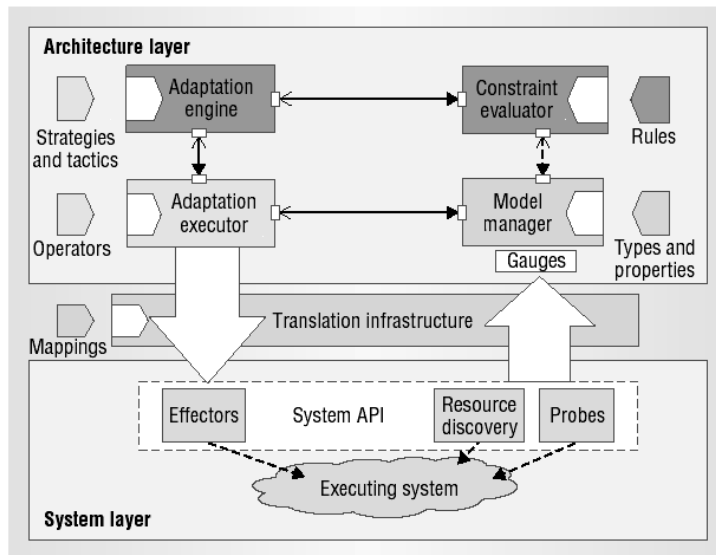 Architecture layer
Adaptation
engine
Constraint
evaluator
Strategies
and tactics
Rules
Adaptation
executor
Model
manager
Operators
Gauges
Types and
properties
Translation infrastructure
Mappings
Effectors
System API
Resource
discovery
Probes
Executing system
System layer